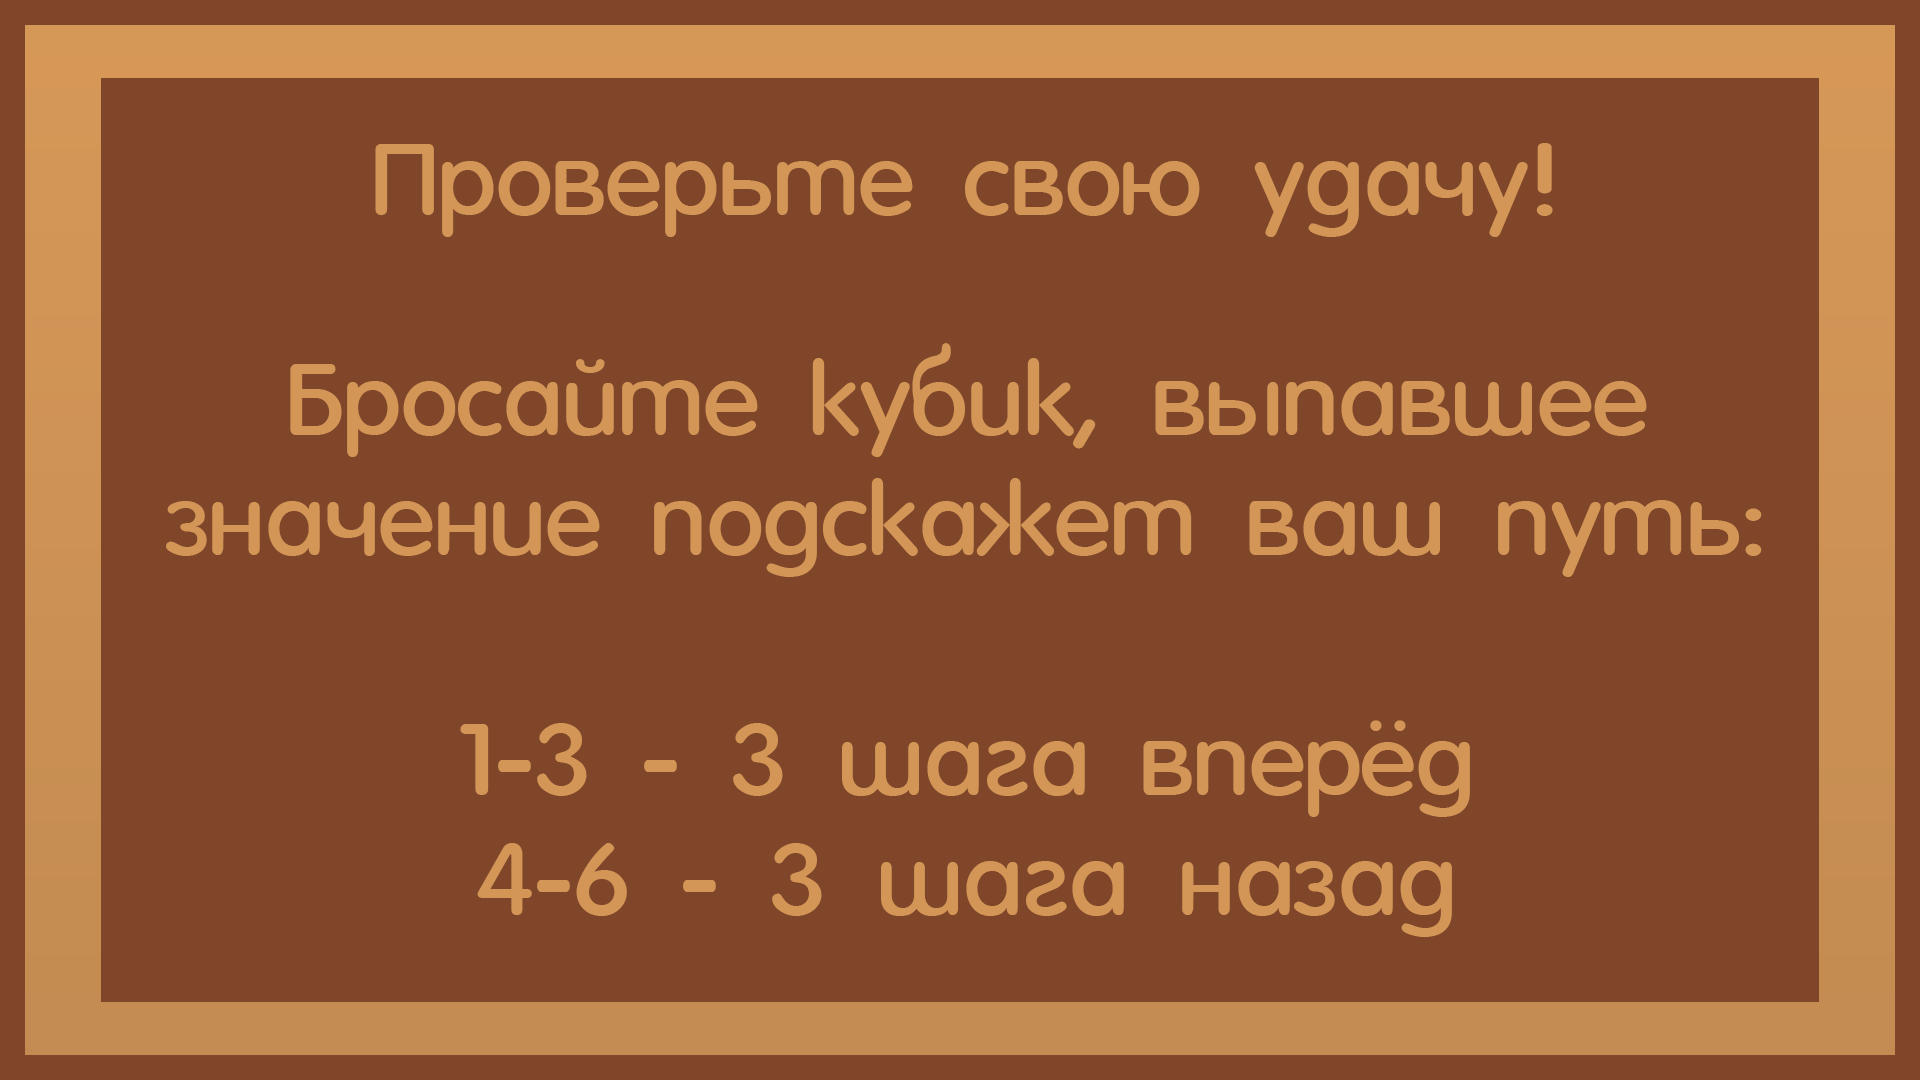 Проверьте свою удачу!
Бросайте кубик, выпавшее
значение подскажет ваш путь:
1-3 - 3 шага вперёд
4-6 - 3 шага назад